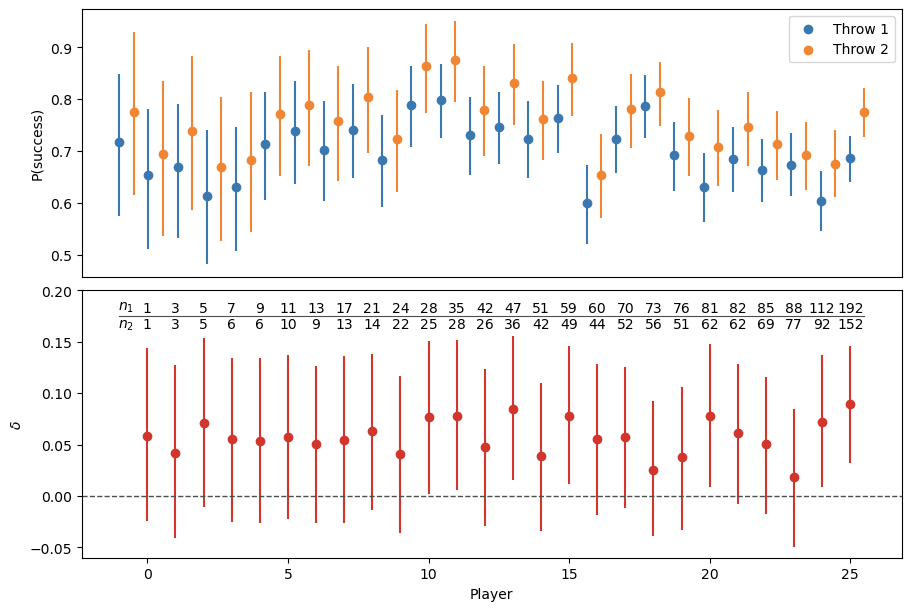 Throw 1
Throw 2
0.9
0.8
0.7
0.6
0.5
P(success)
0.20
n1 1 3 5 7 9 11 13 17 21 24 28 35 42 47 51 59 60 70 73 76 81 82 85 88 112 192
n2 1 3 5 6 6 10 9 13 14 22 25 28 26 36 42 49 44 52 56 51 62 62 69 77 92 152
0.15
0.10
0.05
0.00
−0.05
δ
0 5 10 15 20 25
Player